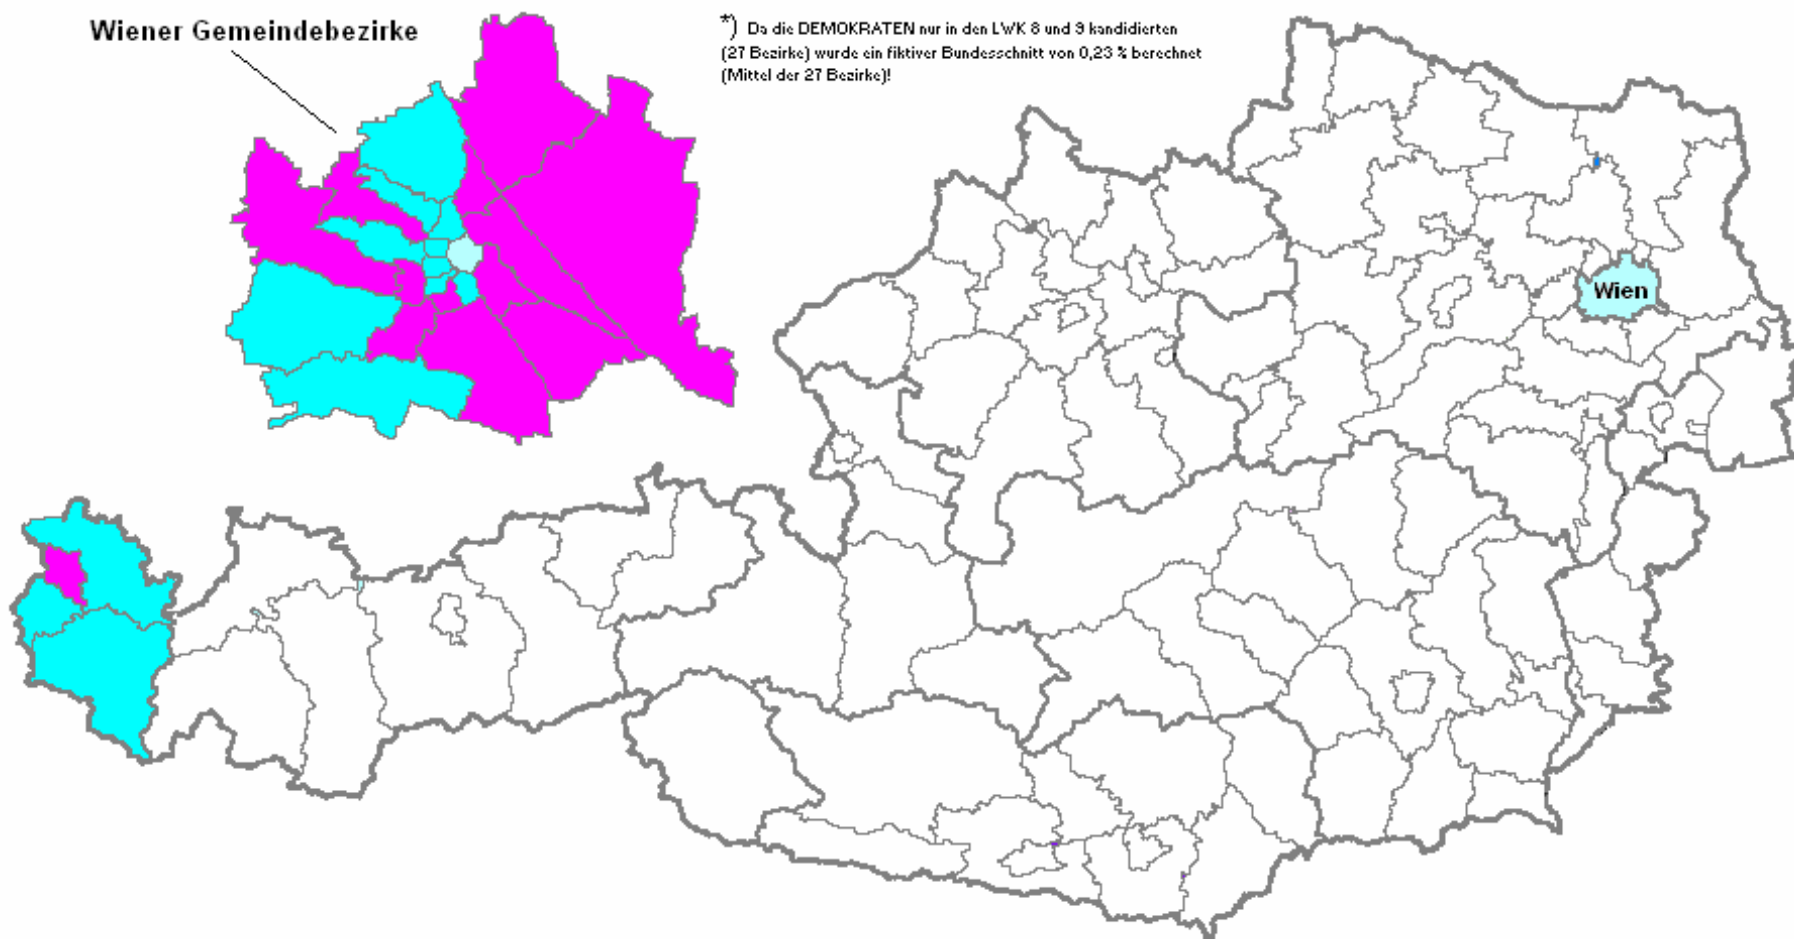 Wiener Gemeindebezirke
*) Da die DEMOKRATEN nur in den LWK 8 und 9 kandidierten
(27 Bezirke) wurde ein fiktiver Bundesschnitt von 0,23 % berechnet
(Mittel der 27 Bezirke)!
Wien